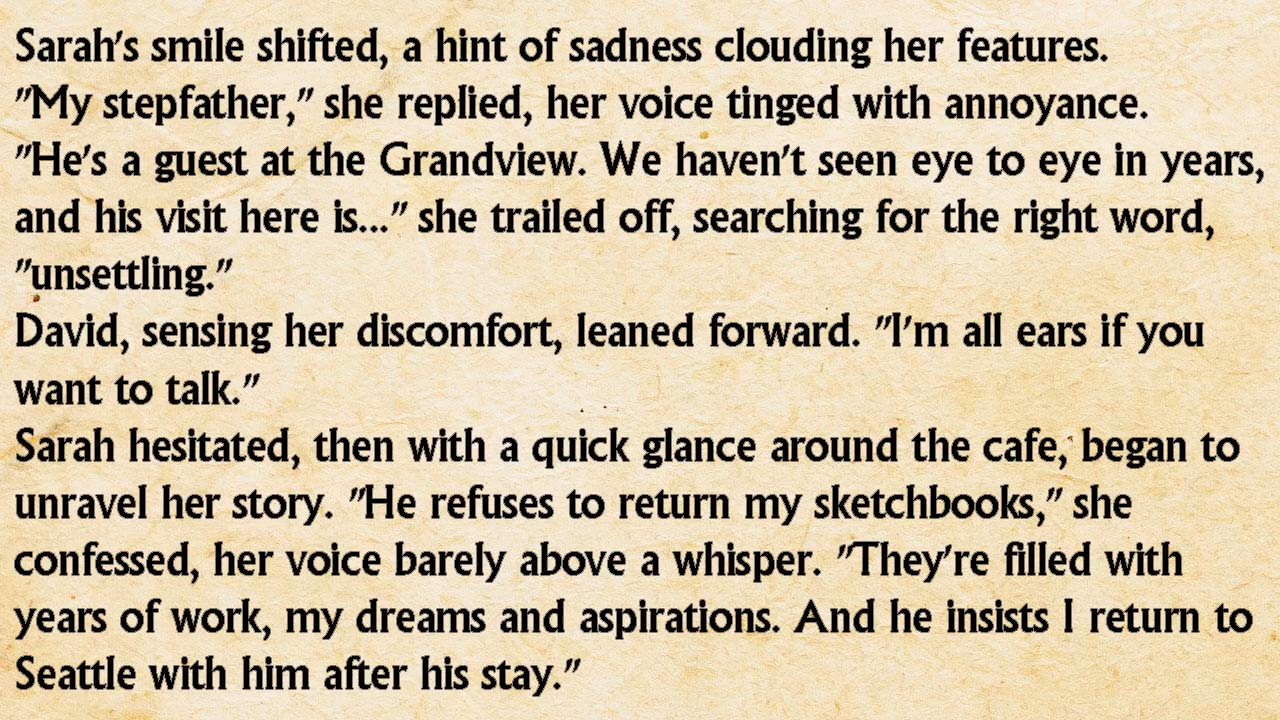 Sarah's smile shifted, a hint of sadness clouding her features.
"My stepfather," she replied, her voice tinged with annoyance.
"He's a guest at the Grandview. We haven't seen eye to eye in years,
and his visit here is..." she trailed off, searching for the right word,
"unsettling."
David, sensing her discomfort, leaned forward. "I'm all ears if you
want to talk."
Sarah hesitated, then with a quick glance around the cafe, began to
unravel her story. "He refuses to return my sketchbooks," she
confessed, her voice barely above a whisper. "They're filled with
years of work, my dreams and aspirations. And he insists I return to
Seattle with him after his stay."